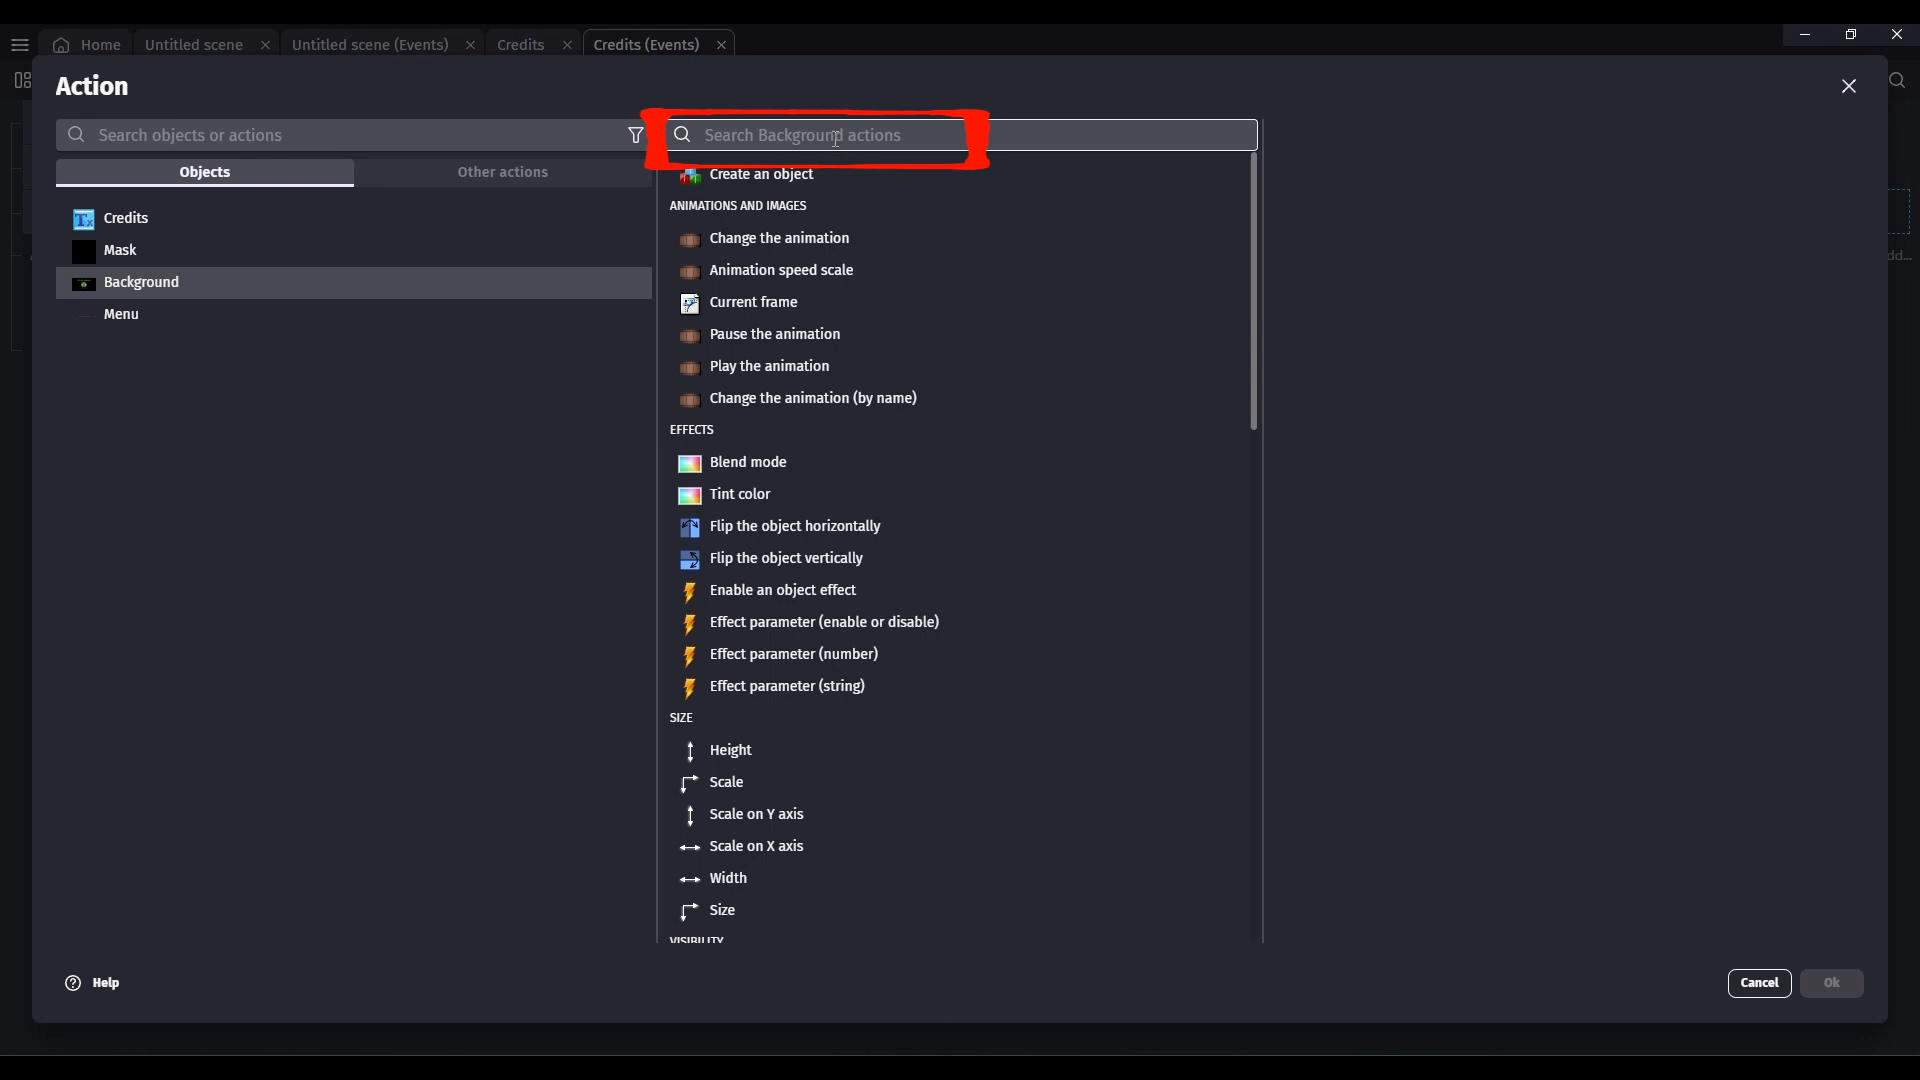 Home
Untitled scene
Untitled scene (Events)
Credits
Credits (Events)
Action
Search objects or actions
Objects
Other actions
Credits
Mask
Background
Menu
Search Background actions
Create an object
ANIMATIONS AND IMAGES
Change the animation
Animation speed scale
Current frame
Pause the animation
Play the animation
Change the animation (by name)
EFFECTS
Blend mode
Tint color
Flip the object horizontally
Flip the object vertically
Enable an object effect
Effect parameter (enable or disable)
Effect parameter (number)
Effect parameter (string)
SIZE
Height
Scale
Scale on Y axis
Scale on X axis
Width
Size
VISIBILITY
dd...
Help
Cancel
Ok